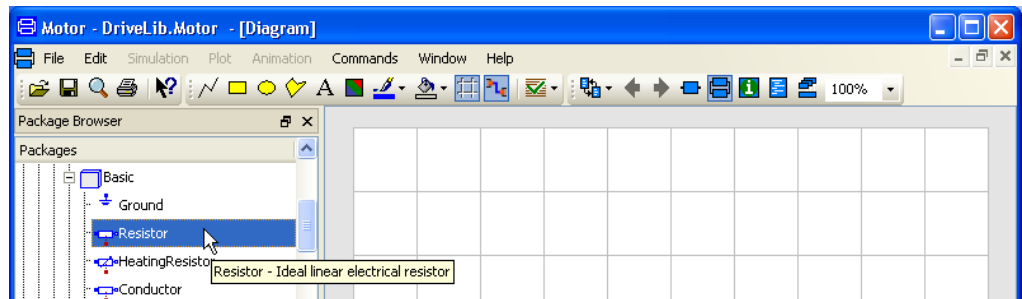 Motor - DriveLib.Motor - [Diagram]
File Edit Simulation Plot Animation Commands Window Help
A 100%
Package Browser
Packages
Basic
Ground
Resistor
HeatingResistor
Resistor - Ideal linear electrical resistor
Conductor